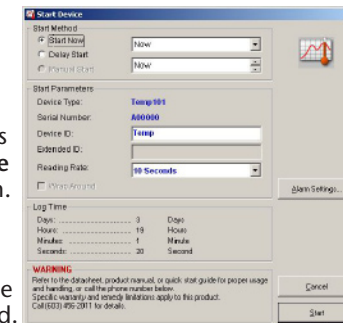 Start Device
Start Method
Start Now
Now
Delay Start
Now
Manual Start
Start Parameters
Device Type: Temp101
Serial Number: A00000
Device ID: Temp
Extended ID:
Reading Rate: 10 Seconds
Wrap Around
Alarm Settings...
Log Time
Days: 3 Days
Hours: 19 Hours
Minutes: 1 Minute
Seconds: 20 Second
WARNING
Refer to the datasheet, product manual, or quick start guide for proper usage
and handling, or call the phone number below.
Specific warranty and remedy limitations apply to this product.
Call (603) 456-2011 for details.
Cancel
Start